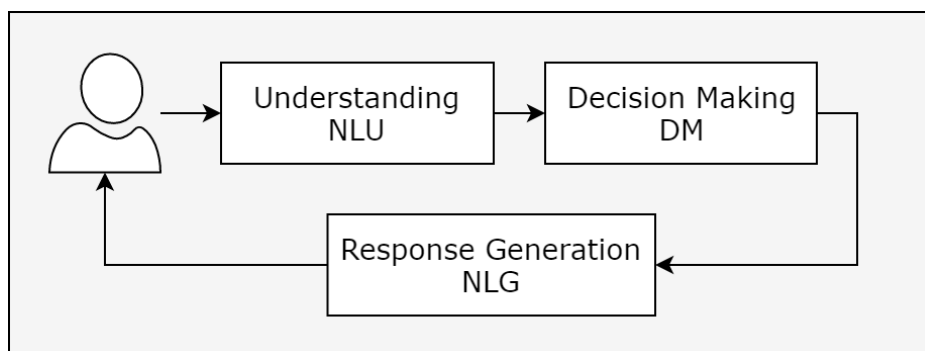 Understanding
NLU
Decision Making
DM
Response Generation
NLG